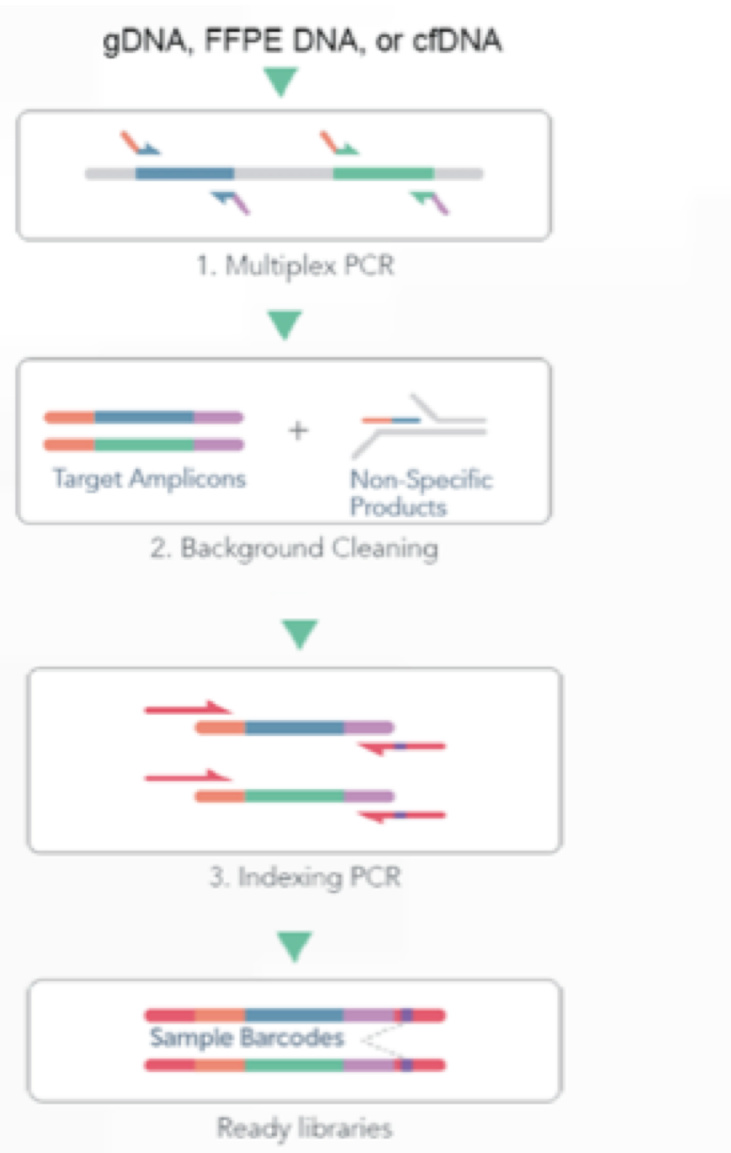 gDNA, FFPE DNA, or cfDNA
1. Multiplex PCR
+
Target Amplicons
Non-Specific
Products
2. Background Cleaning
3. Indexing PCR
Sample Barcodes
Ready libraries